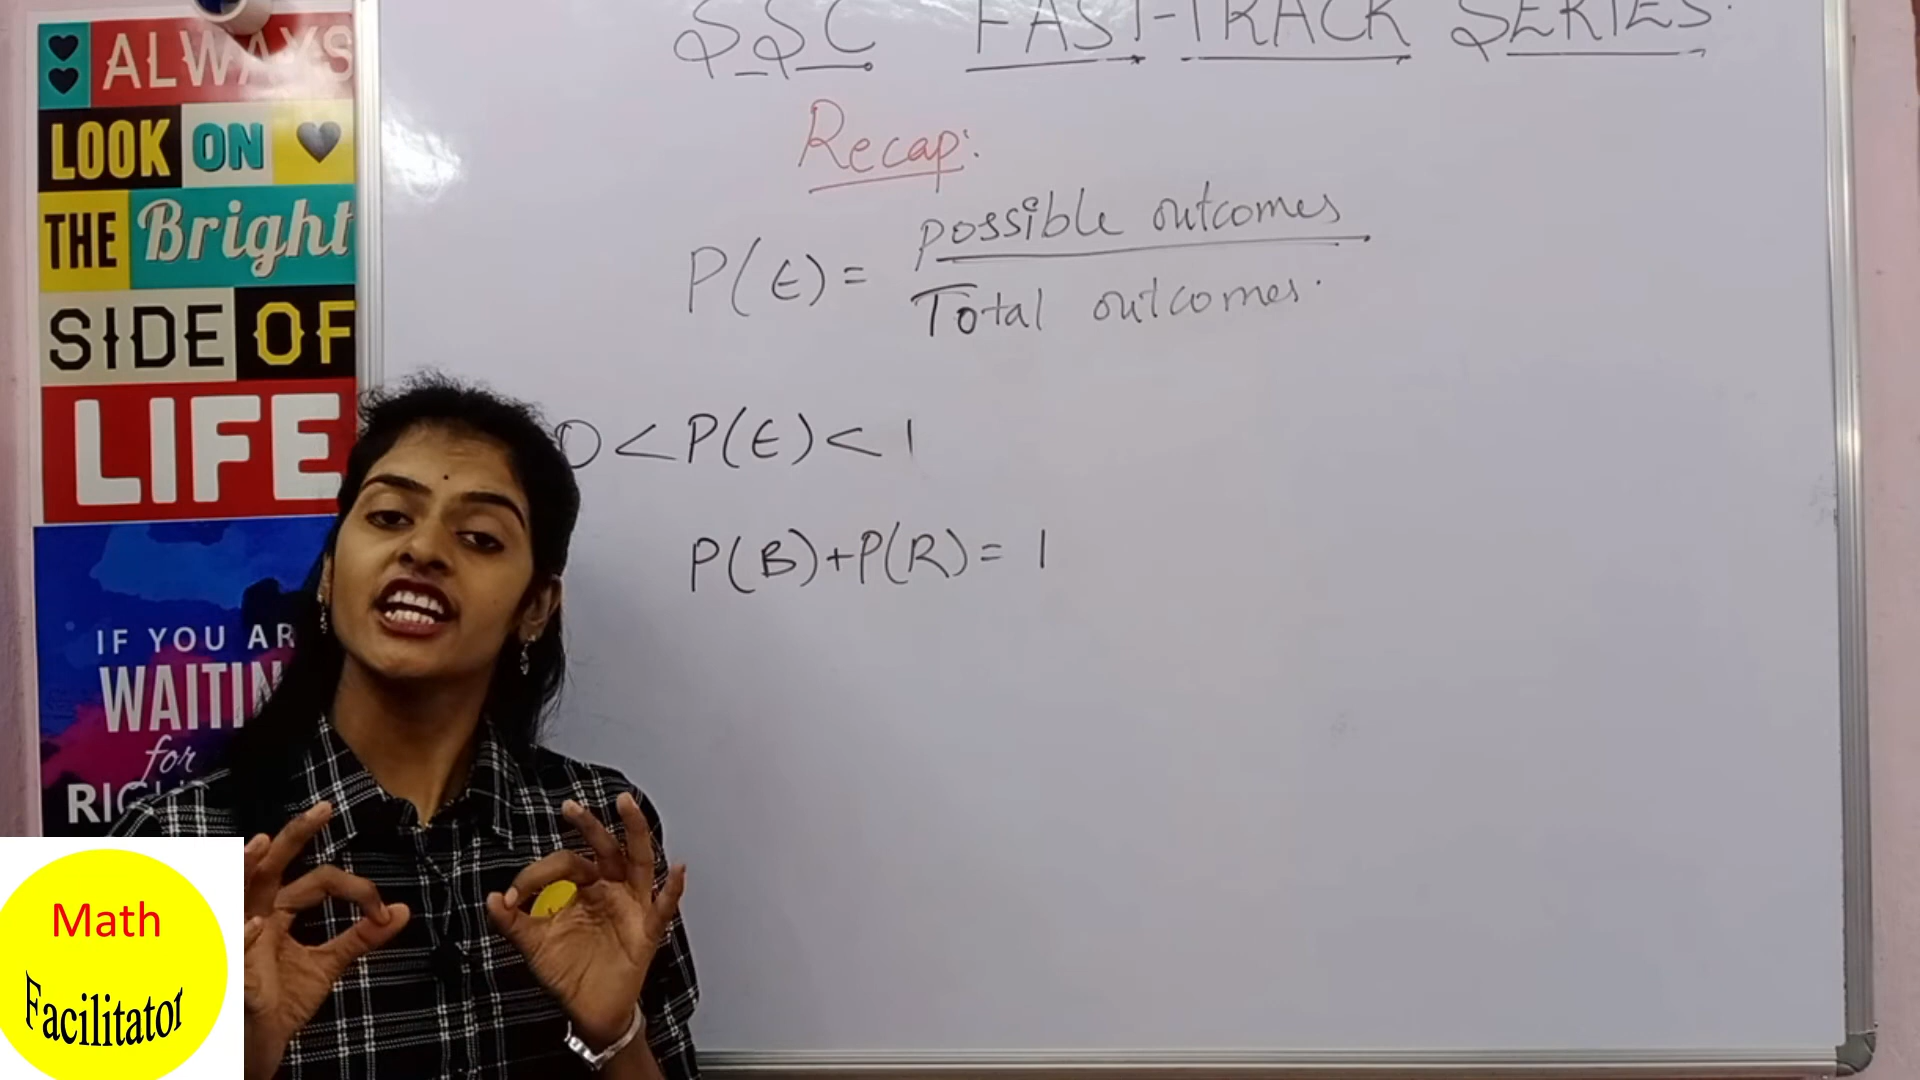 ALWAYS
LOOK ON
THE Bright
SIDE OF
LIFE
IF YOU AR
WAITIN
for
SSC FAST-TRACK SERIES.
Recap:
P(E) = possible outcomes
Total outcomes.
0 < P(E) < 1
P(B)+P(R) = 1
Math
Facilitator